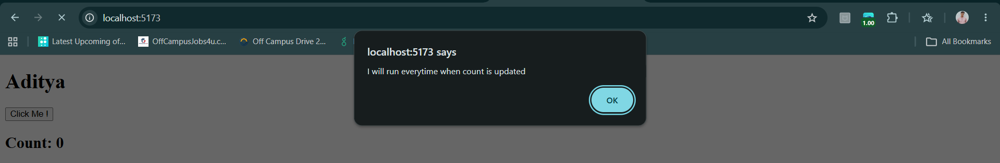 localhost:5173
1.00
Latest Upcoming of...
OffCampusJobs4u.c...
Off Campus Drive 2...
All Bookmarks
localhost:5173 says
I will run everytime when count is updated
OK
Aditya
Click Me !
Count: 0